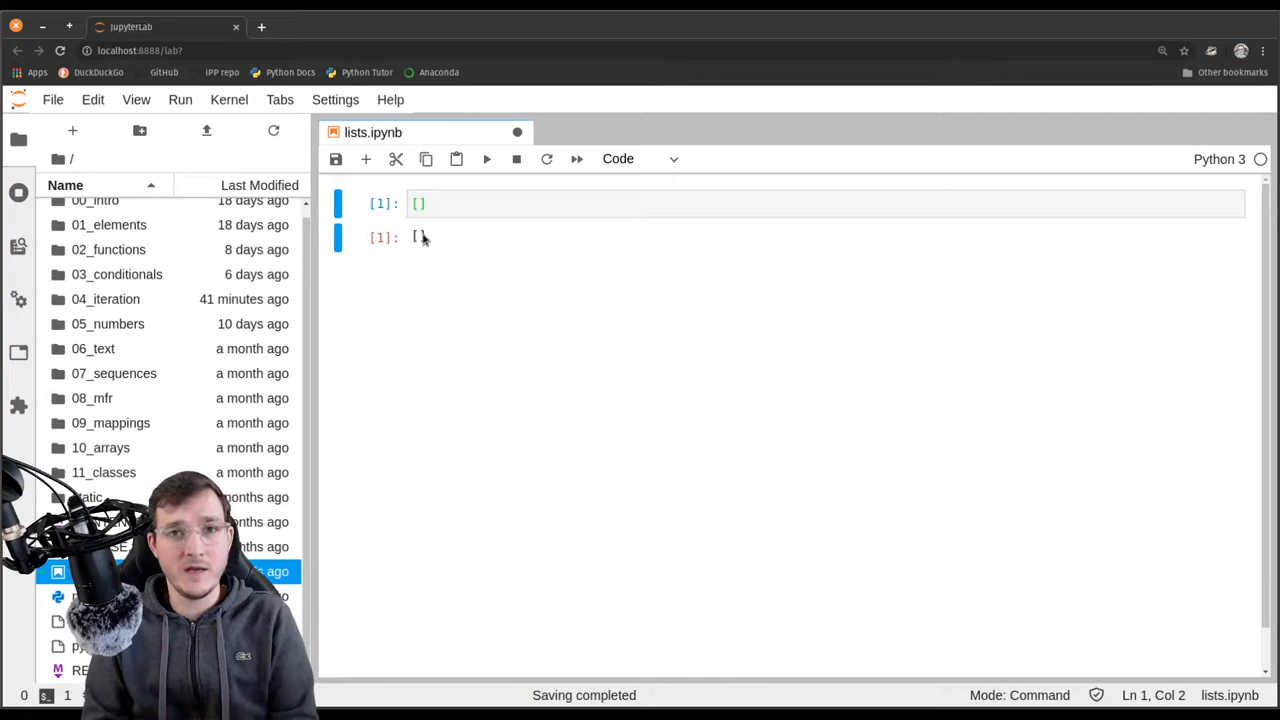 JupyterLab
localhost:8888/lab?
Apps DuckDuckGo GitHub IPP repo Python Docs Python Tutor Anaconda Other bookmarks
File Edit View Run Kernel Tabs Settings Help
lists.ipynb
/
Code Python 3
Name Last Modified
00_intro 18 days ago
01_elements 18 days ago
02_functions 8 days ago
03_conditionals 6 days ago
04_iteration 41 minutes ago
05_numbers 10 days ago
06_text a month ago
07_sequences a month ago
08_mfr a month ago
09_mappings a month ago
10_arrays a month ago
11_classes a month ago
static
ago
[1]: []
[1]: []
0 1 Saving completed Mode: Command Ln 1, Col 2 lists.ipynb